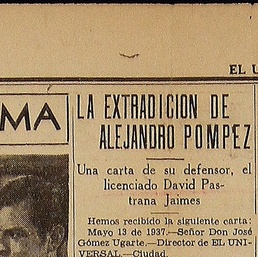 EL U
MA
LA EXTRADICION DE
ALEJANDRO POMPEZ
Una carta de su defensor, el
licenciado David Pas-
trana Jaimes
Hemos recibido la siguiente carta:
Mayo 13 de 1937.—Señor Don José
Gómez Ugarte.—Director de EL UNI-
VERSAL.—Ciudad.